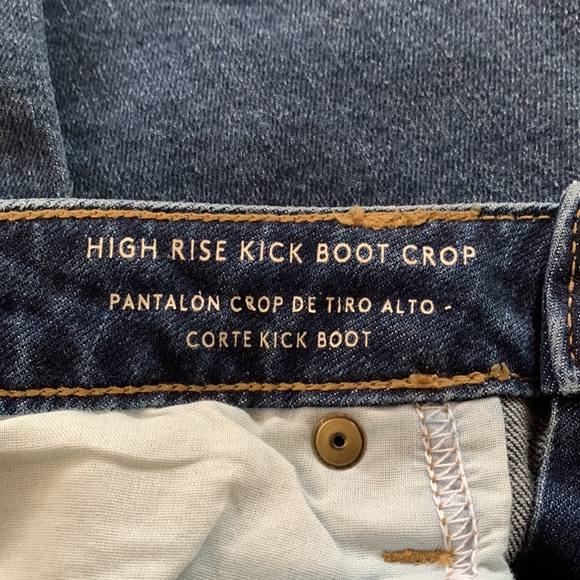 HIGH RISE KICK BOOT CROP
PANTALÓN CROP DE TIRO ALTO -
CORTE KICK BOOT